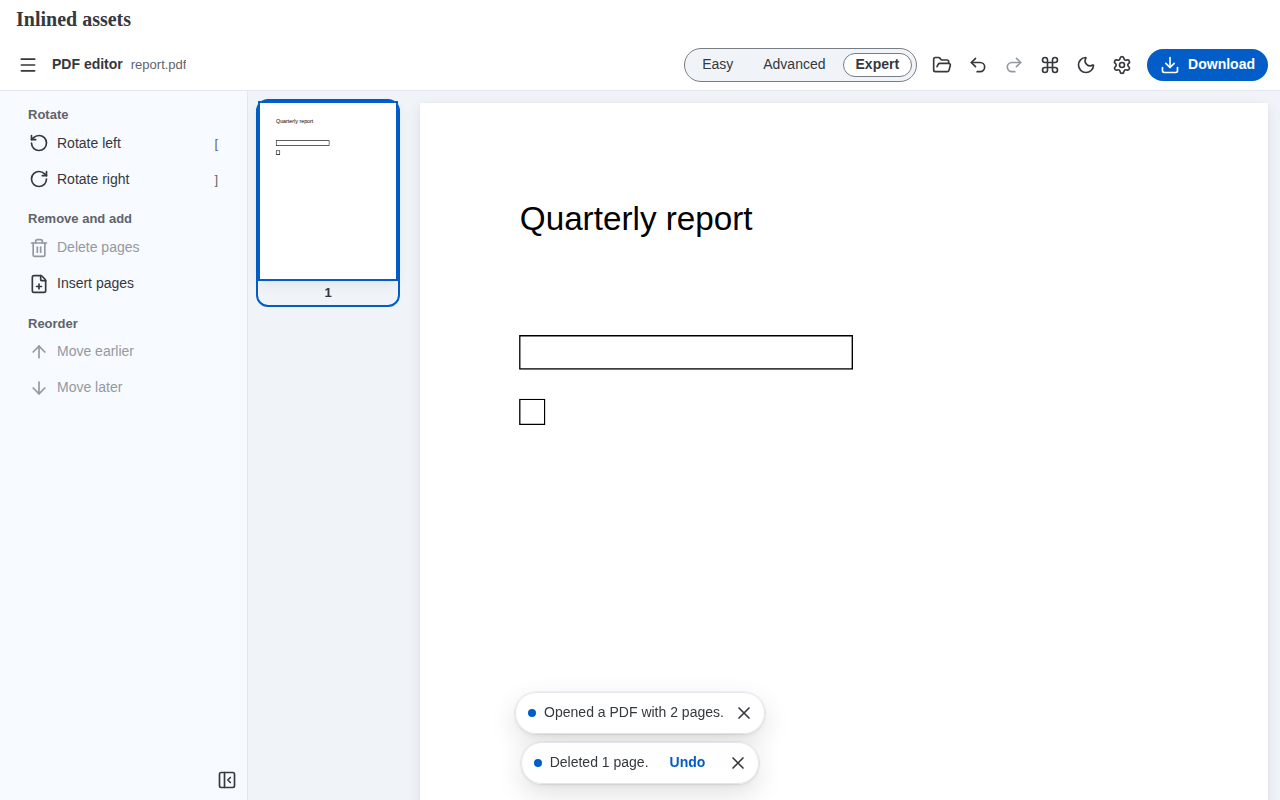 Inlined assets
PDF editor report.pdf
Easy Advanced Expert
Download
Rotate
Rotate left [
Rotate right ]
Remove and add
Delete pages
Insert pages
Reorder
Move earlier
Move later
Quarterly report
1
Quarterly report
Opened a PDF with 2 pages.
Deleted 1 page. Undo